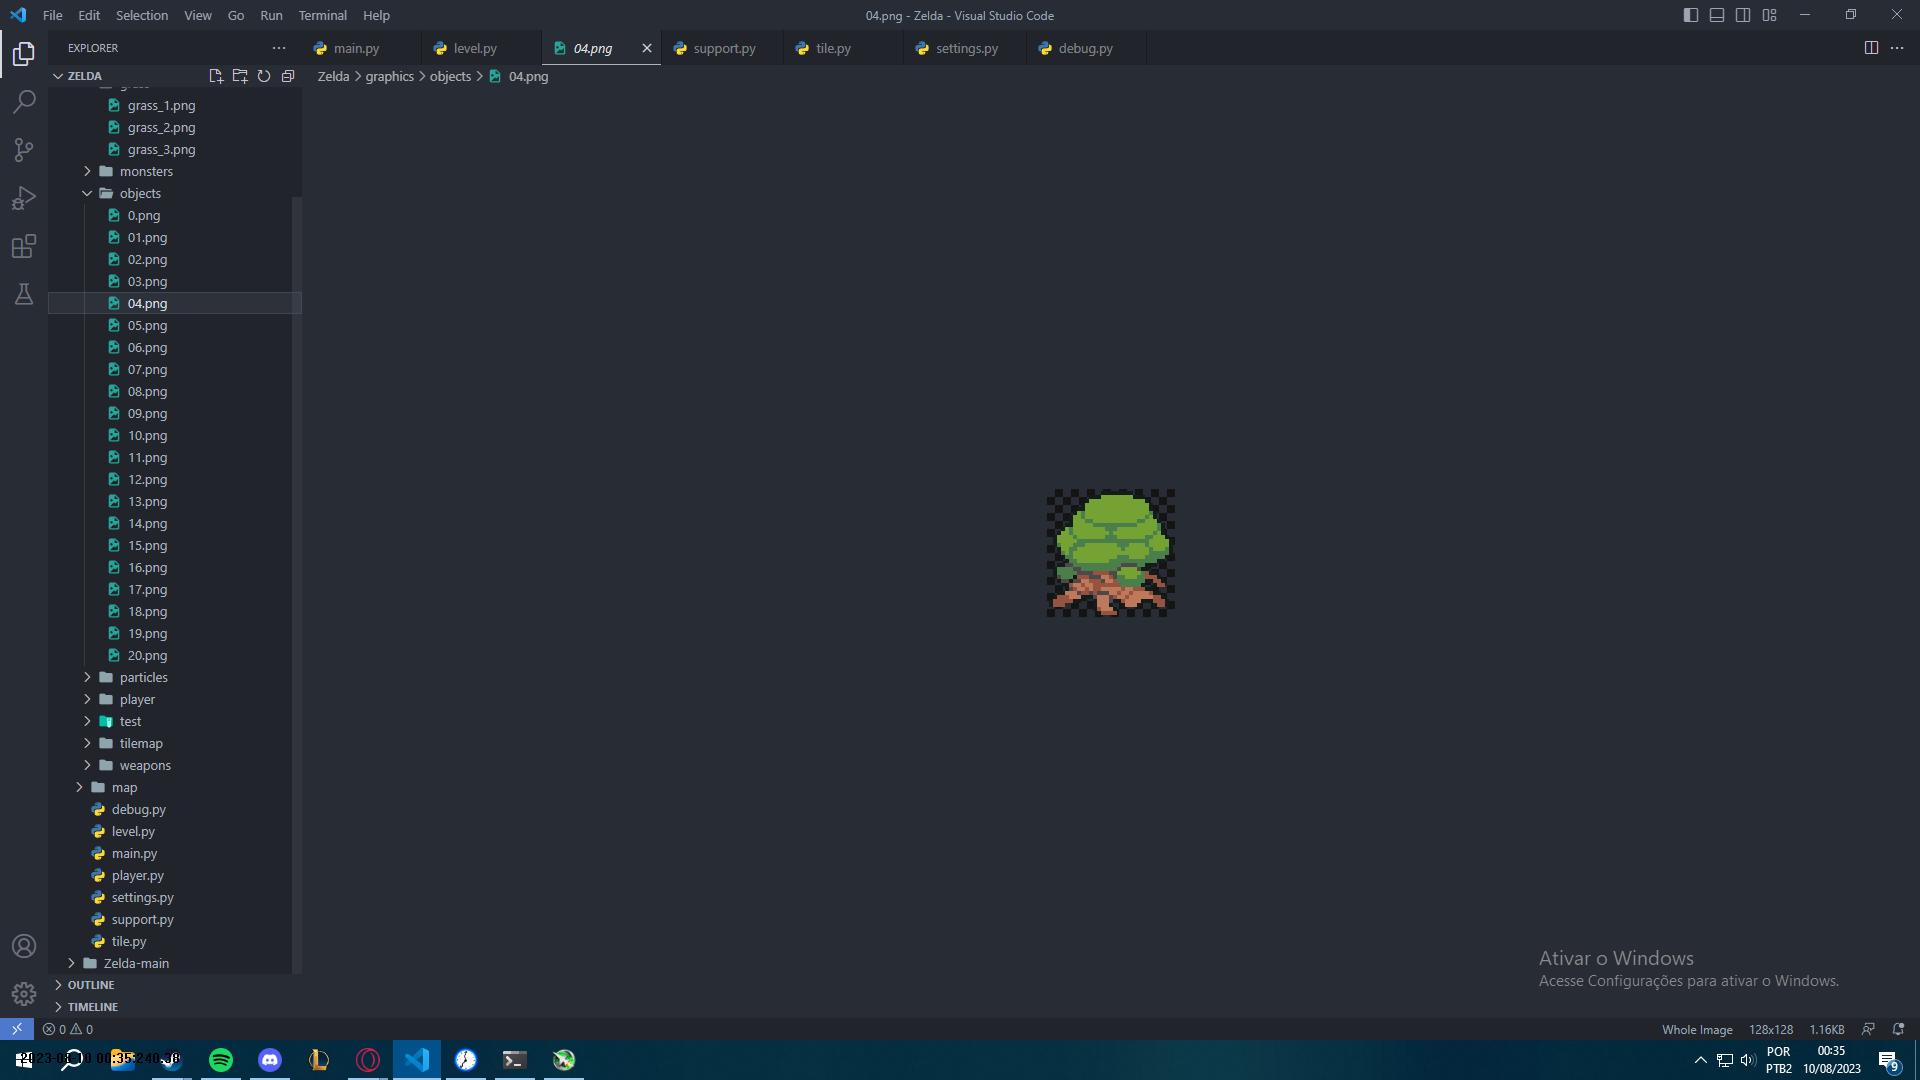 File Edit Selection View Go Run Terminal Help
04.png - Zelda - Visual Studio Code
EXPLORER
main.py
level.py
04.png
support.py
tile.py
settings.py
debug.py
ZELDA
Zelda > graphics > objects > 04.png
grass
grass_1.png
grass_2.png
grass_3.png
monsters
objects
0.png
01.png
02.png
03.png
04.png
05.png
06.png
07.png
08.png
09.png
10.png
11.png
12.png
13.png
14.png
15.png
16.png
17.png
18.png
19.png
20.png
particles
player
test
tilemap
weapons
map
debug.py
level.py
main.py
player.py
settings.py
support.py
tile.py
Zelda-main
OUTLINE
TIMELINE
Ativar o Windows
Acesse Configurações para ativar o Windows.
0 0
Whole Image 128x128 1.16KB
POR
PTB2
00:35
10/08/2023
9